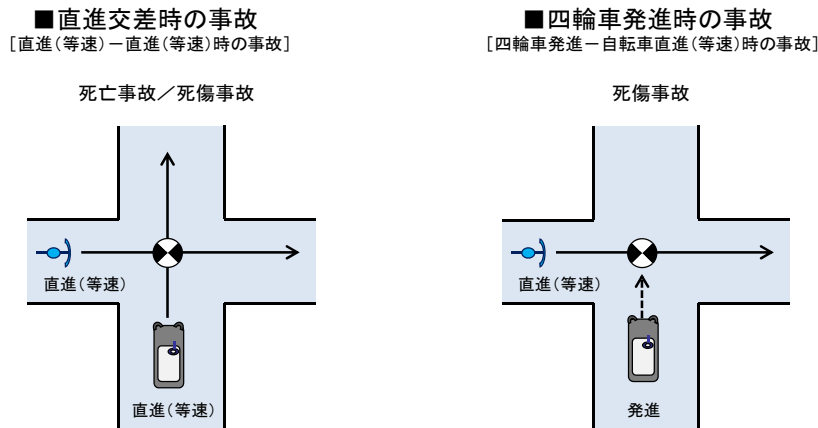 ■直進交差時の事故
[直進(等速)－直進(等速)時の事故]
死亡事故／死傷事故
直進(等速)
直進(等速)
■四輪車発進時の事故
[四輪車発進－自転車直進(等速)時の事故]
死傷事故
直進(等速)
発進